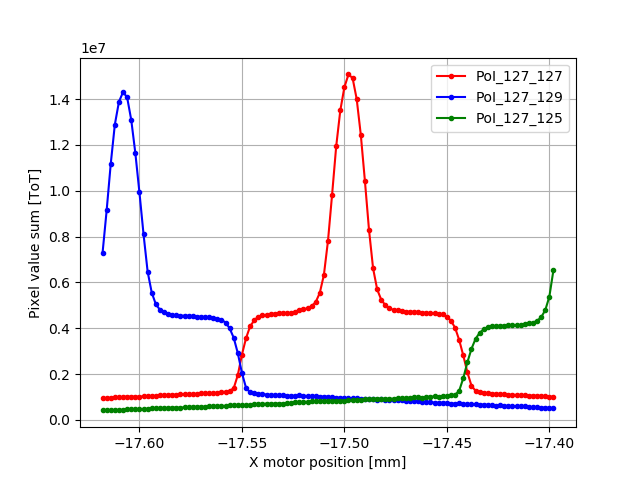 1e7
PoI_127_127
PoI_127_129
PoI_127_125
1.4
1.2
1.0
0.8
0.6
0.4
0.2
0.0
Pixel value sum [ToT]
−17.60 −17.55 −17.50 −17.45 −17.40
X motor position [mm]